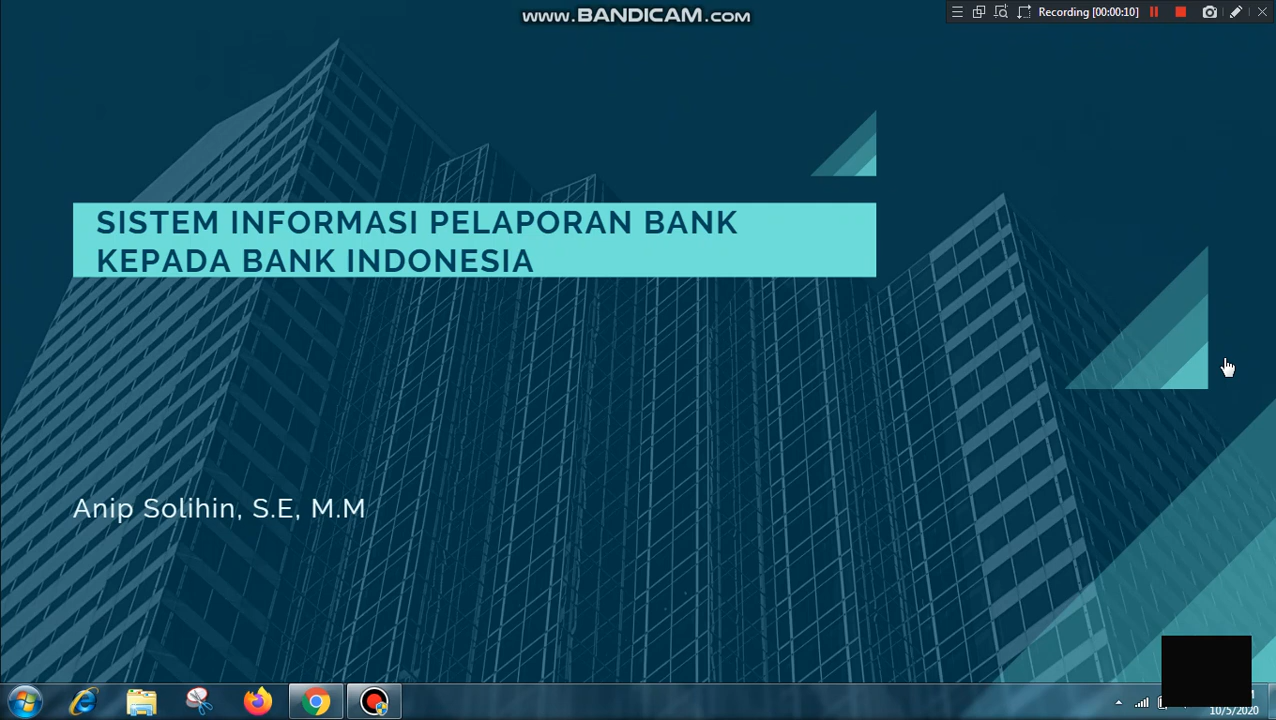 www.BANDICAM.com
Recording [00:00:10]
SISTEM INFORMASI PELAPORAN BANK
KEPADA BANK INDONESIA
Anip Solihin, S.E, M.M
10/5/2020